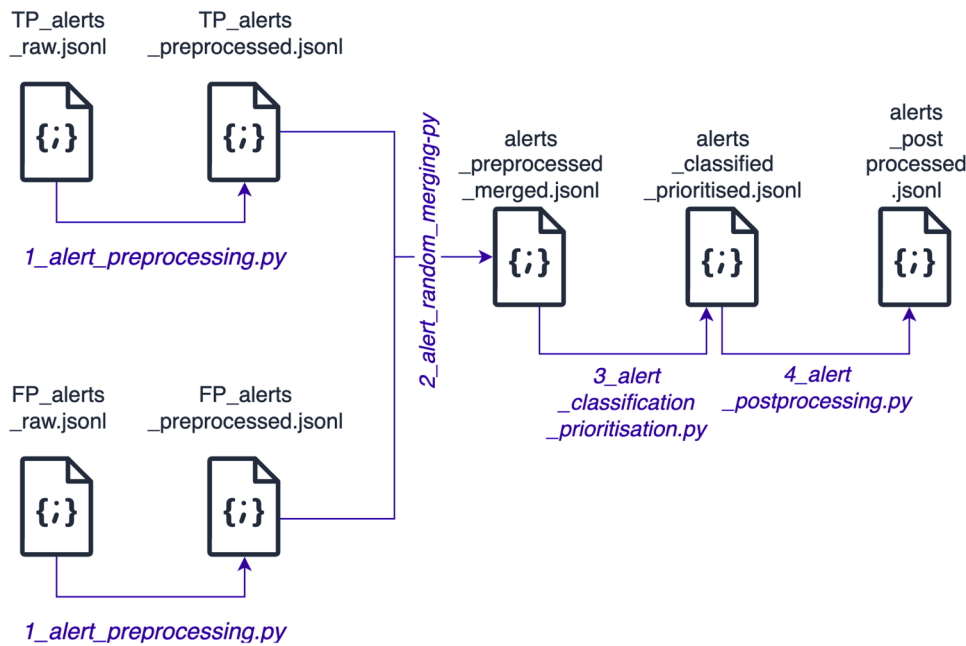 TP_alerts
_raw.jsonl
TP_alerts
_preprocessed.jsonl
{;}
{;}
1_alert_preprocessing.py
FP_alerts
_raw.jsonl
FP_alerts
_preprocessed.jsonl
{;}
{;}
1_alert_preprocessing.py
2_alert_random_merging-py
alerts
_preprocessed
_merged.jsonl
{;}
3_alert
_classification
_prioritisation.py
alerts
_classified
_prioritised.jsonl
{;}
4_alert
_postprocessing.py
alerts
_post
processed
.jsonl
{;}